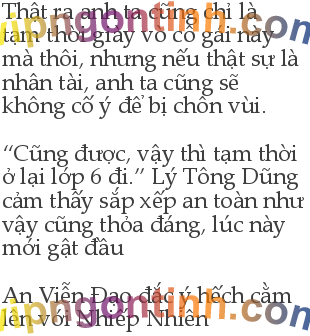 Thật ra anh ta cũng chỉ là
tạm thời giấy vò cô gái này
mà thôi, nhưng nếu thật sự là
nhân tài, anh ta cũng sẽ
không cố ý để bị chôn vùi.
“Cũng được, vậy thì tạm thời
ở lại lớp 6 đi.” Lý Tông Dũng
cảm thấy sắp xếp an toàn như
vậy cũng thỏa đáng, lúc này
mới gật đầu
An Viễn Đạo đắc ý hếch cằm
lên với Nhiếp Nhiên